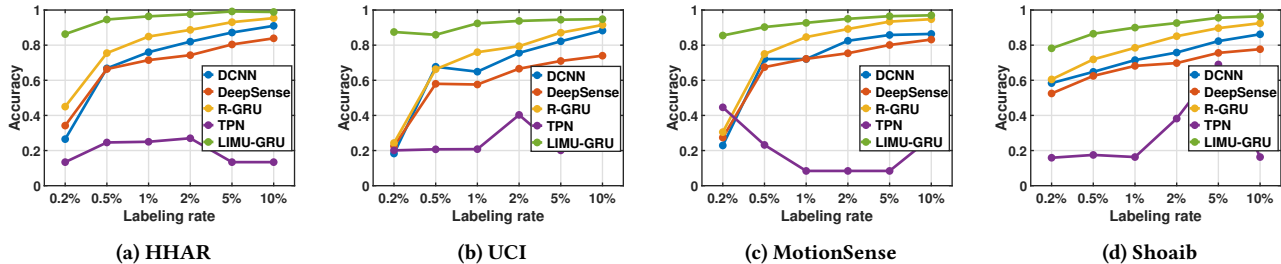 1
0.8
0.6
0.4
0.2
0
Accuracy
DCNN
DeepSense
R-GRU
TPN
LIMU-GRU
0.2% 0.5% 1% 2% 5% 10%
Labeling rate
(a) HHAR
1
0.8
0.6
0.4
0.2
0
Accuracy
DCNN
DeepSense
R-GRU
TPN
LIMU-GRU
0.2% 0.5% 1% 2% 5% 10%
Labeling rate
(b) UCI
1
0.8
0.6
0.4
0.2
0
Accuracy
DCNN
DeepSense
R-GRU
TPN
LIMU-GRU
0.2% 0.5% 1% 2% 5% 10%
Labeling rate
(c) MotionSense
1
0.8
0.6
0.4
0.2
0
Accuracy
DCNN
DeepSense
R-GRU
TPN
LIMU-GRU
0.2% 0.5% 1% 2% 5% 10%
Labeling rate
(d) Shoaib